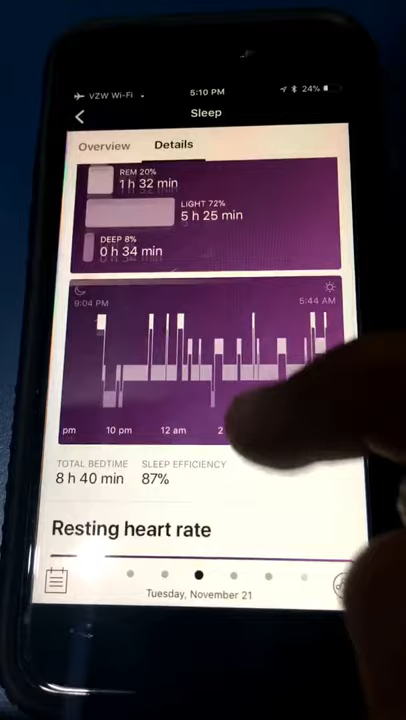 VZW Wi-Fi 5:10 PM 24%
Sleep
Overview Details
REM 20%
1 h 32 min
LIGHT 72%
5 h 25 min
DEEP 8%
0 h 34 min
9:04 PM 5:44 AM
pm 10 pm 12 am 2
TOTAL BEDTIME SLEEP EFFICIENCY
8 h 40 min 87%
Resting heart rate
Tuesday, November 21